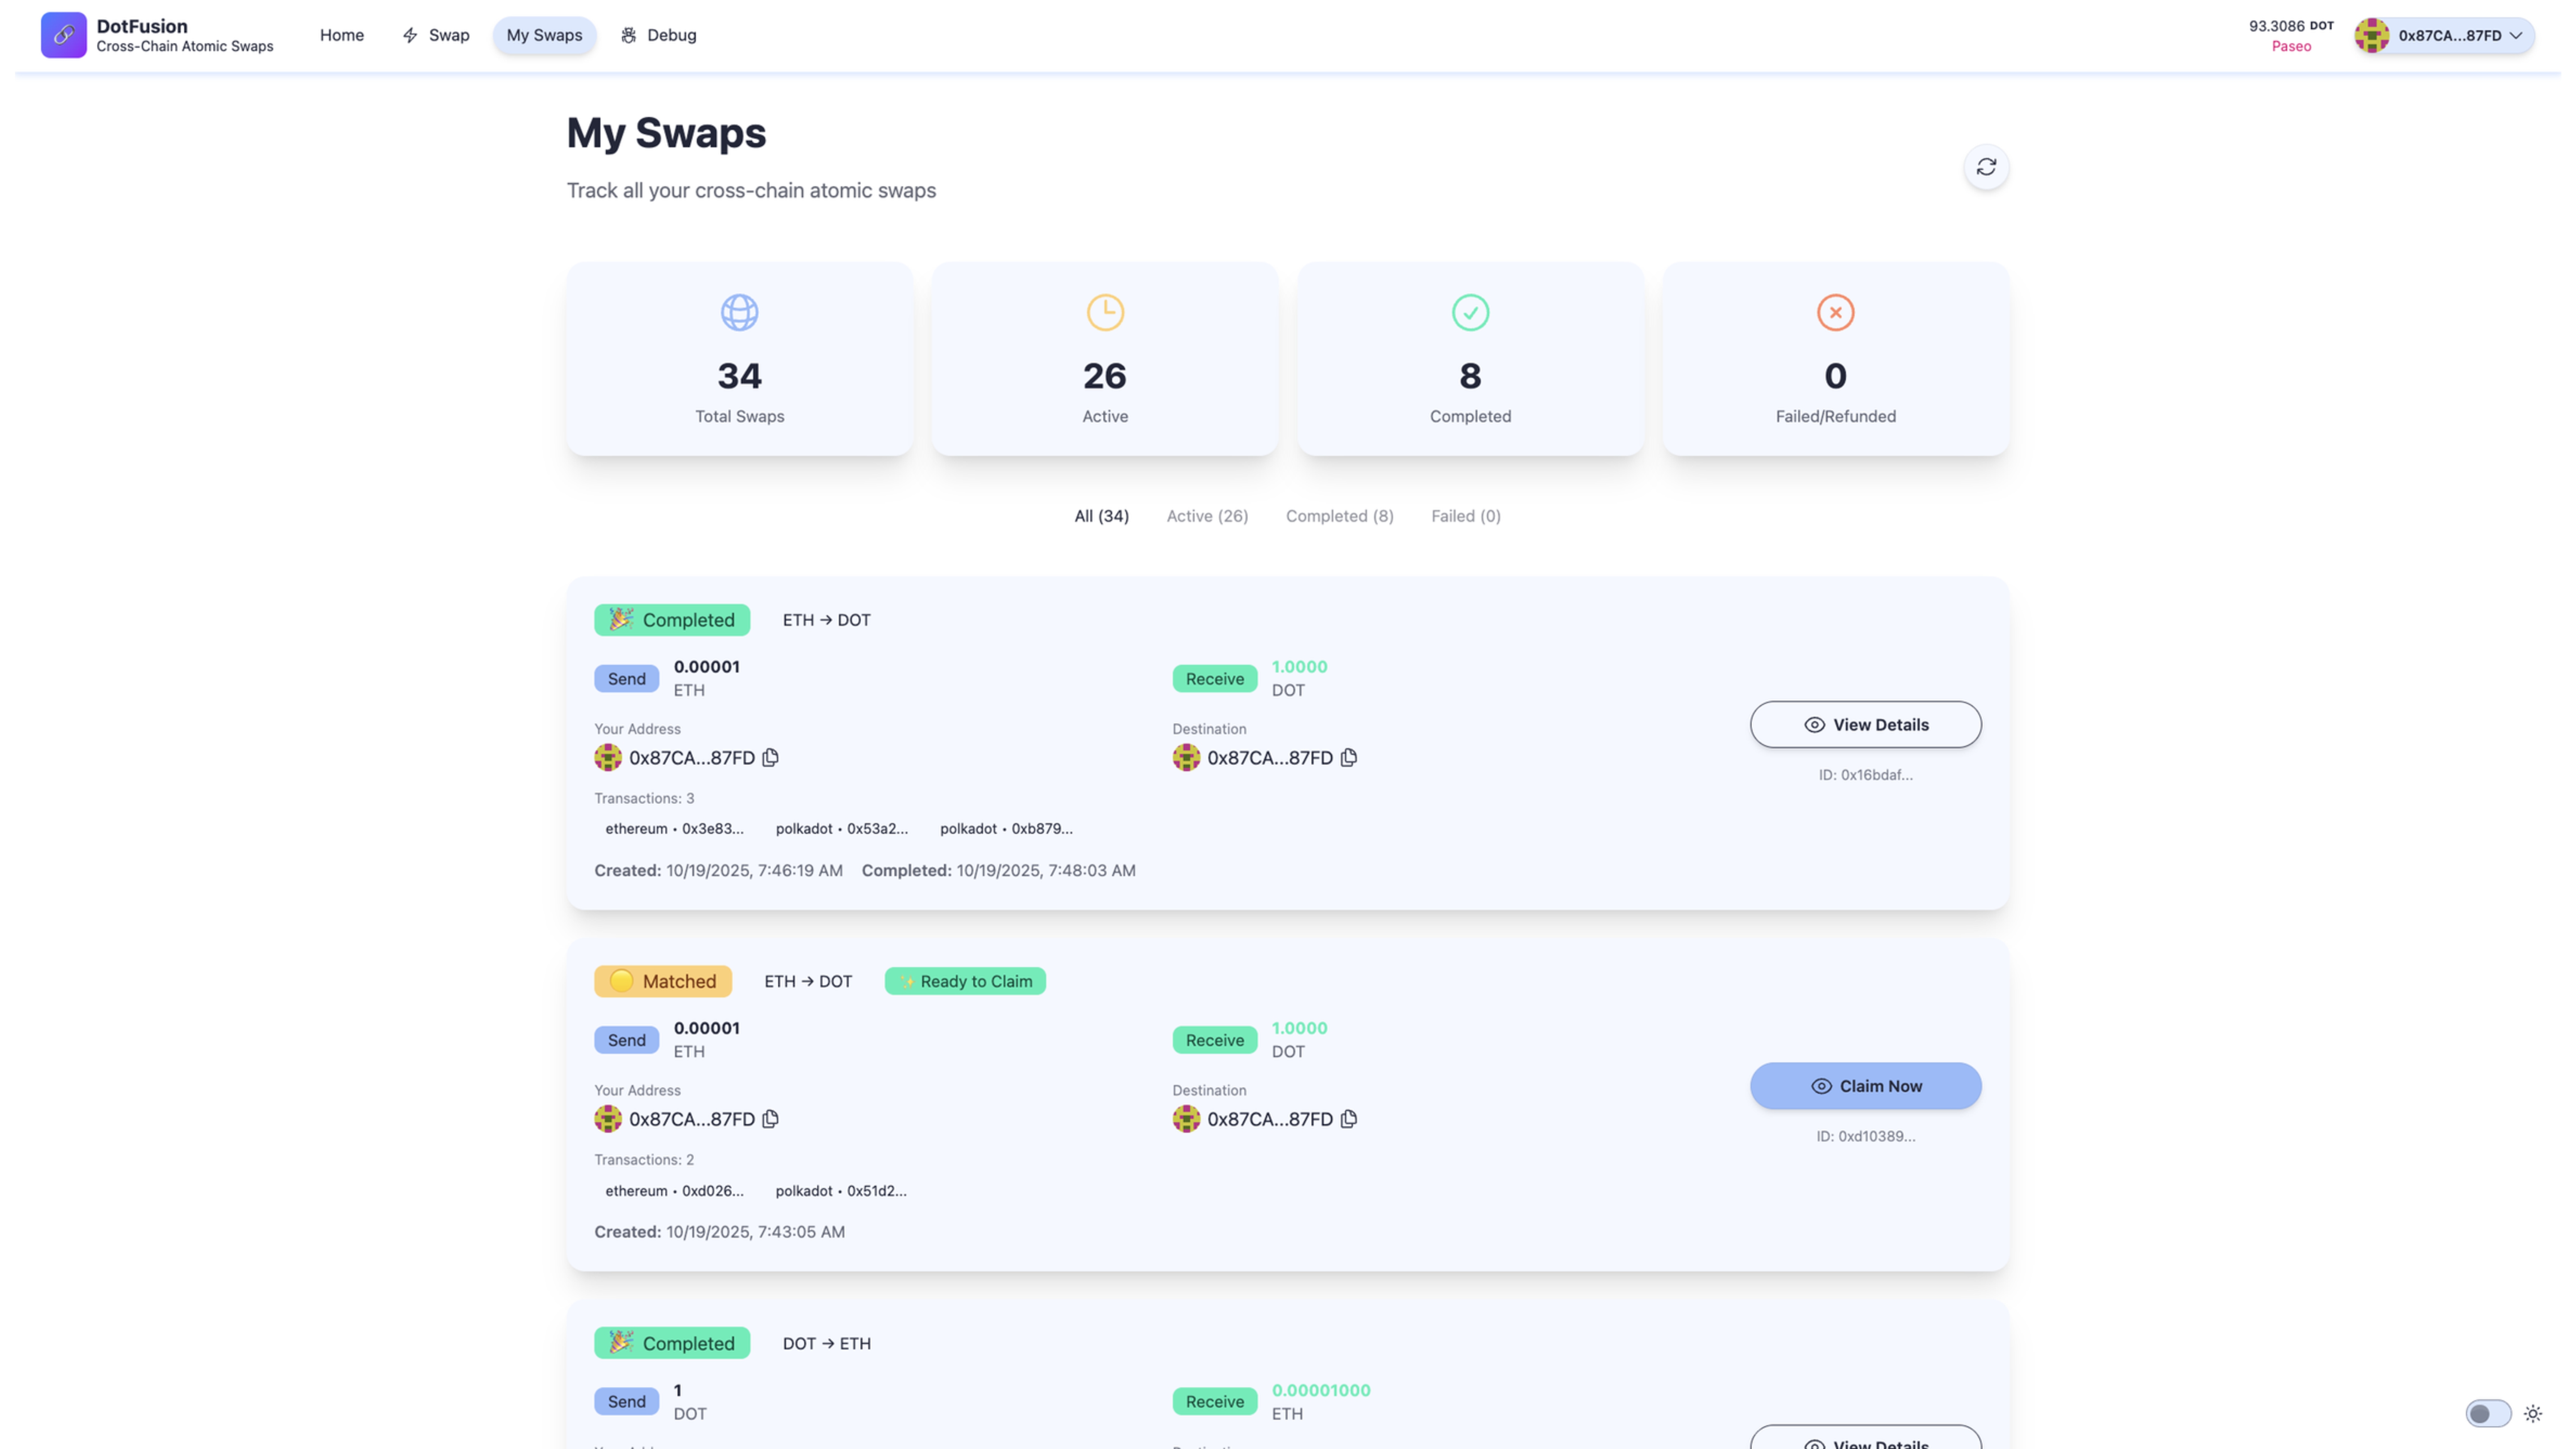 DotFusion
Cross-Chain Atomic Swaps
Home
Swap
My Swaps
Debug
93.3086 DOT
Paseo
0x87CA...87FD
My Swaps
Track all your cross-chain atomic swaps
34
Total Swaps
26
Active
8
Completed
0
Failed/Refunded
All (34)
Active (26)
Completed (8)
Failed (0)
Completed
ETH → DOT
Send
0.00001
ETH
Receive
1.0000
DOT
Your Address
0x87CA...87FD
Destination
0x87CA...87FD
View Details
ID: 0x16bdaf...
Transactions: 3
ethereum • 0x3e83...
polkadot • 0x53a2...
polkadot • 0xb879...
Created: 10/19/2025, 7:46:19 AM
Completed: 10/19/2025, 7:48:03 AM
Matched
ETH → DOT
Ready to Claim
Send
0.00001
ETH
Receive
1.0000
DOT
Your Address
0x87CA...87FD
Destination
0x87CA...87FD
Claim Now
ID: 0xd10389...
Transactions: 2
ethereum • 0xd026...
polkadot • 0x51d2...
Created: 10/19/2025, 7:43:05 AM
Completed
DOT → ETH
Send
1
DOT
Receive
0.00001000
ETH
View Details